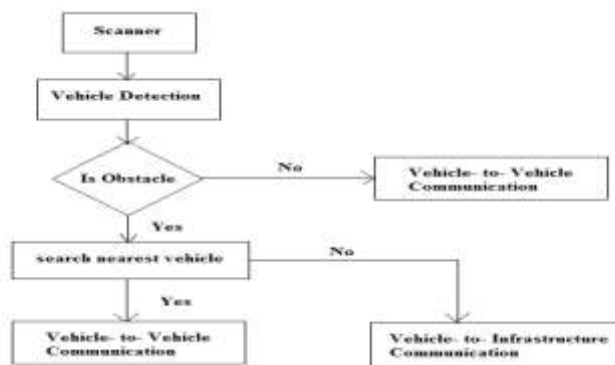 Scanner
Vehicle Detection
Is Obstacle
No
Vehicle- to- Vehicle
Communication
Yes
search nearest vehicle
No
Yes
Vehicle- to- Vehicle
Communication
Vehicle- to- Infrastructure
Communication